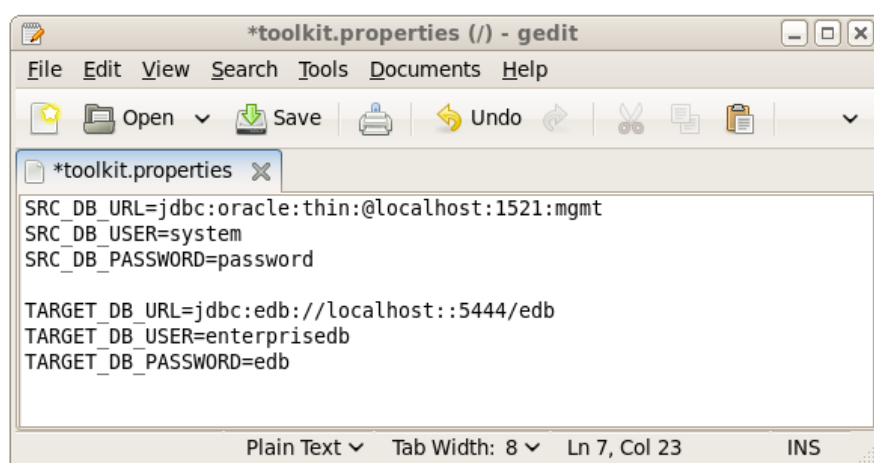 *toolkit.properties (/) - gedit
File Edit View Search Tools Documents Help
Open Save Undo
*toolkit.properties
SRC_DB_URL=jdbc:oracle:thin:@localhost:1521:mgmt
SRC_DB_USER=system
SRC_DB_PASSWORD=password
TARGET_DB_URL=jdbc:edb://localhost::5444/edb
TARGET_DB_USER=enterprisedb
TARGET_DB_PASSWORD=edb
Plain Text Tab Width: 8 Ln 7, Col 23 INS